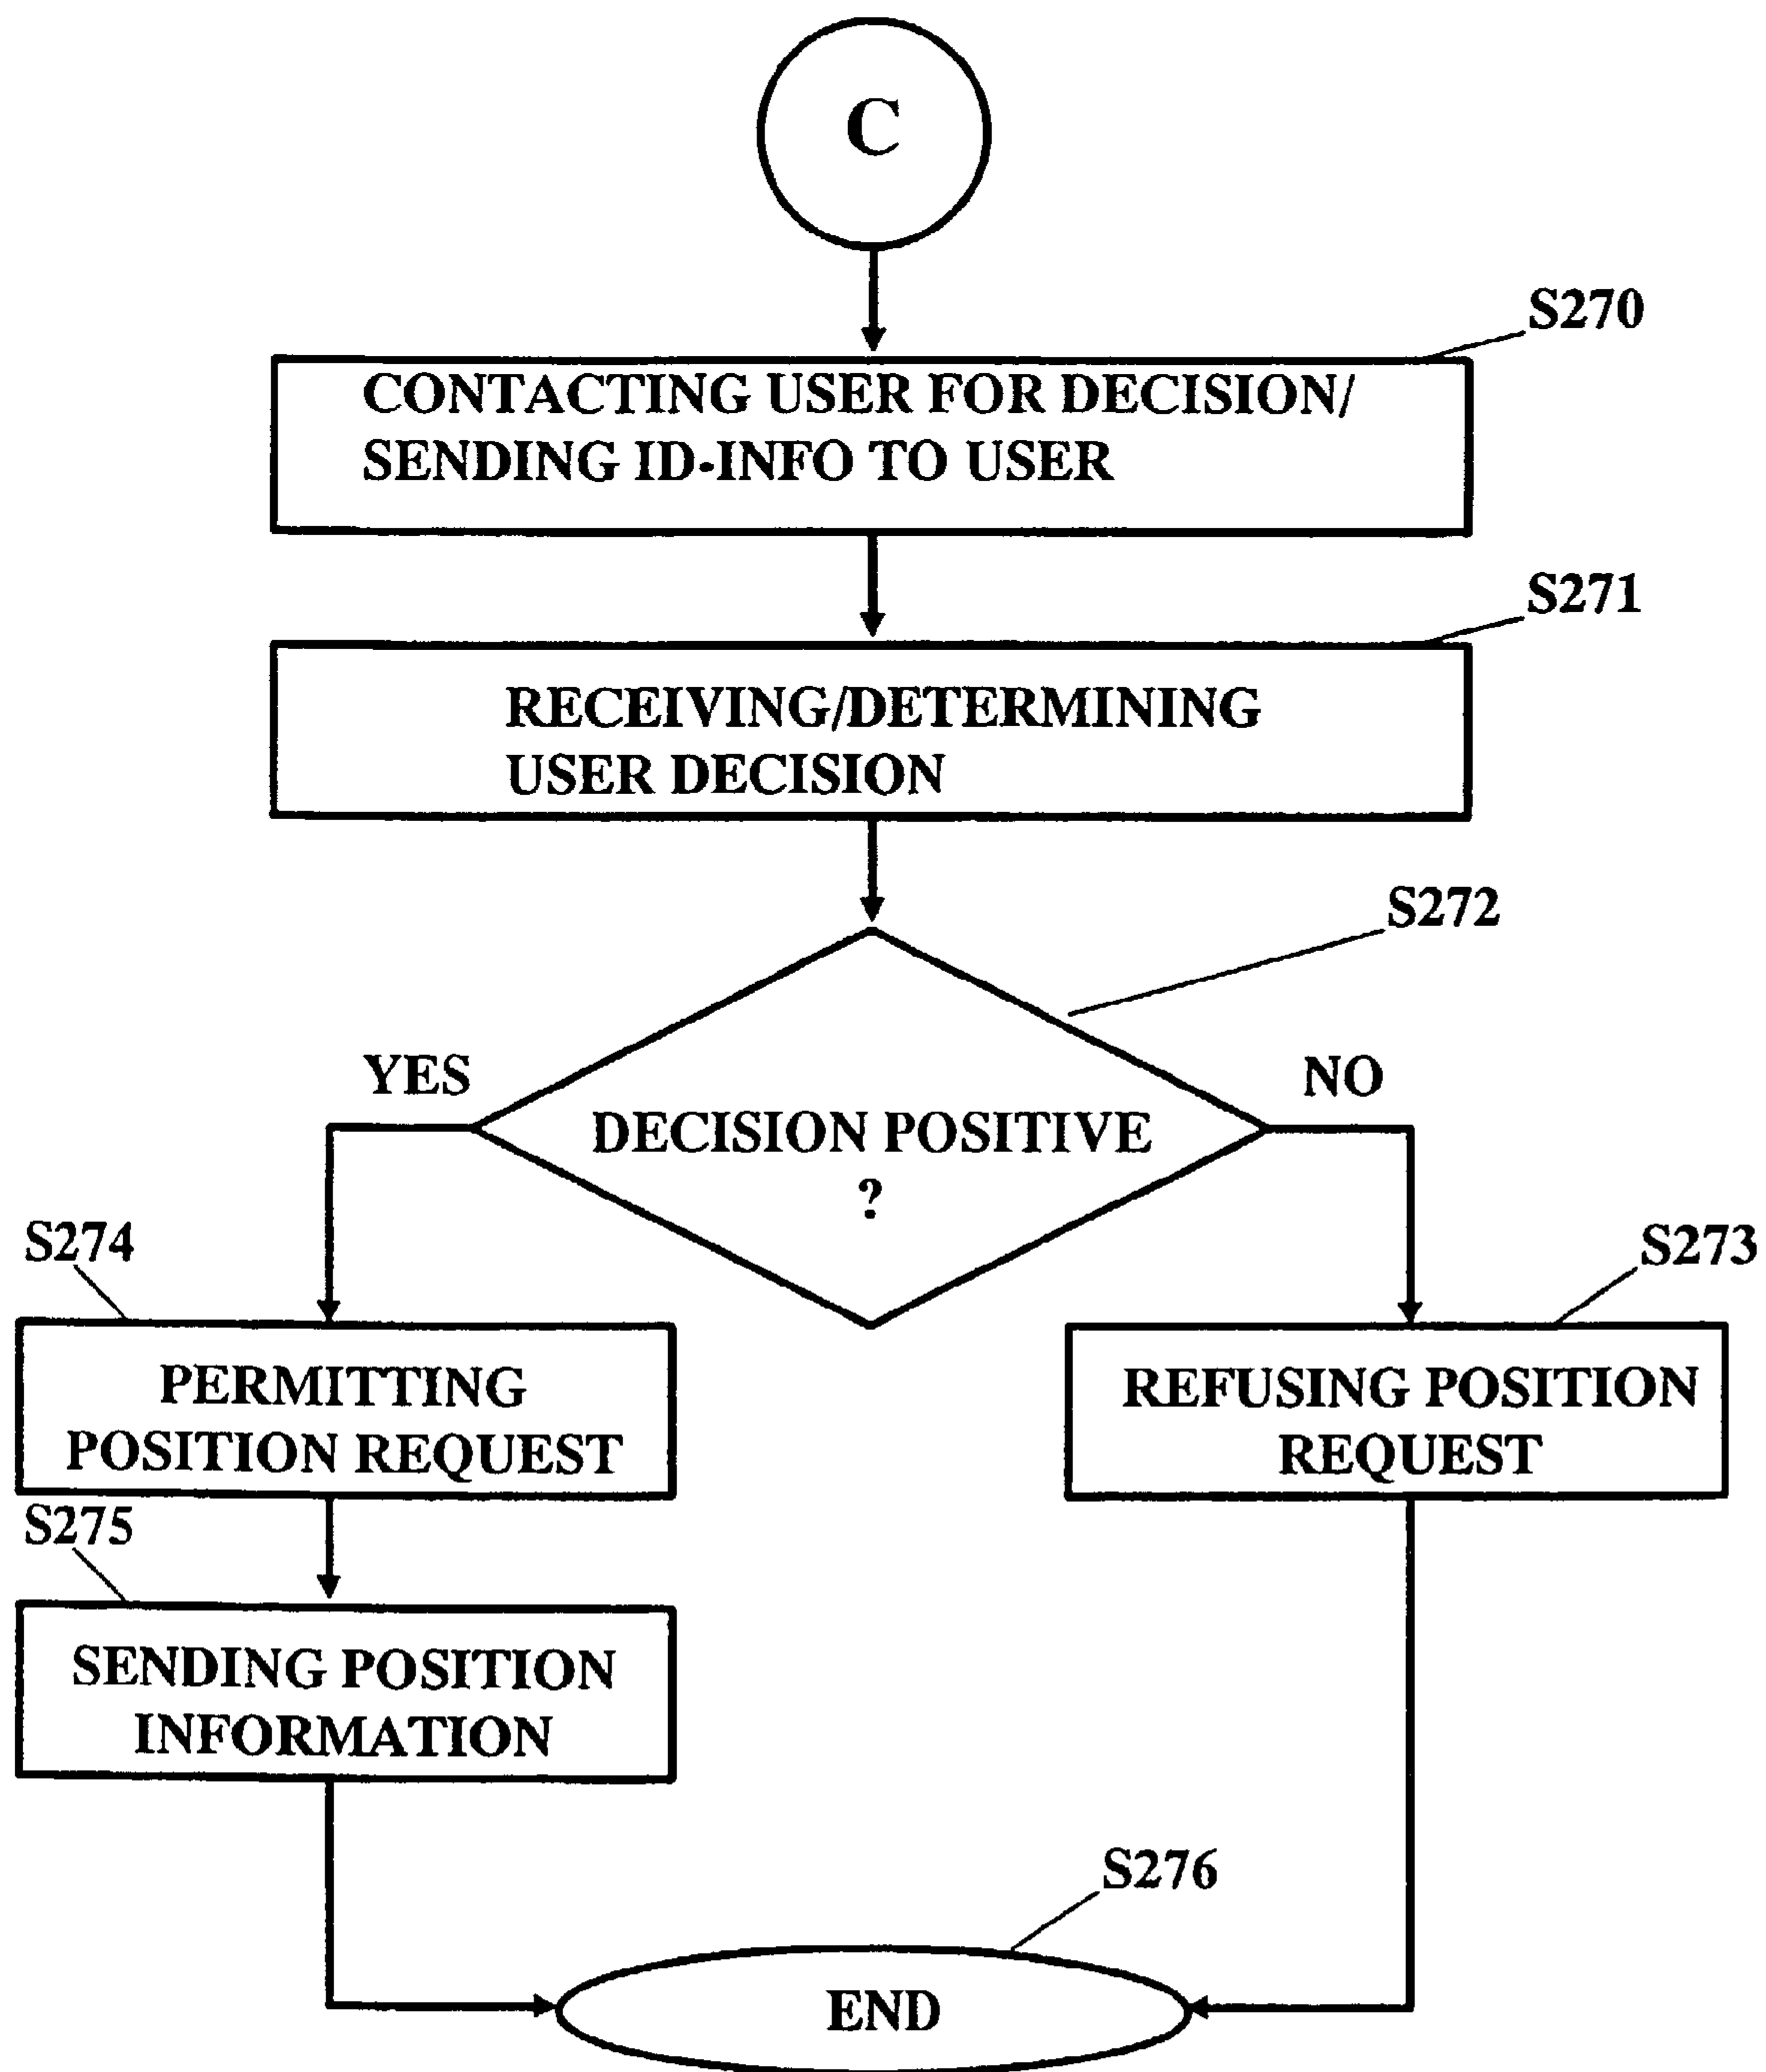 C
S270
CONTACTING USER FOR DECISION/
SENDING ID-INFO TO USER
S271
RECEIVING/DETERMINING
USER DECISION
S272
YES
NO
DECISION POSITIVE
?
S274
S273
PERMITTING
POSITION REQUEST
REFUSING POSITION
REQUEST
S275
SENDING POSITION
INFORMATION
S276
END